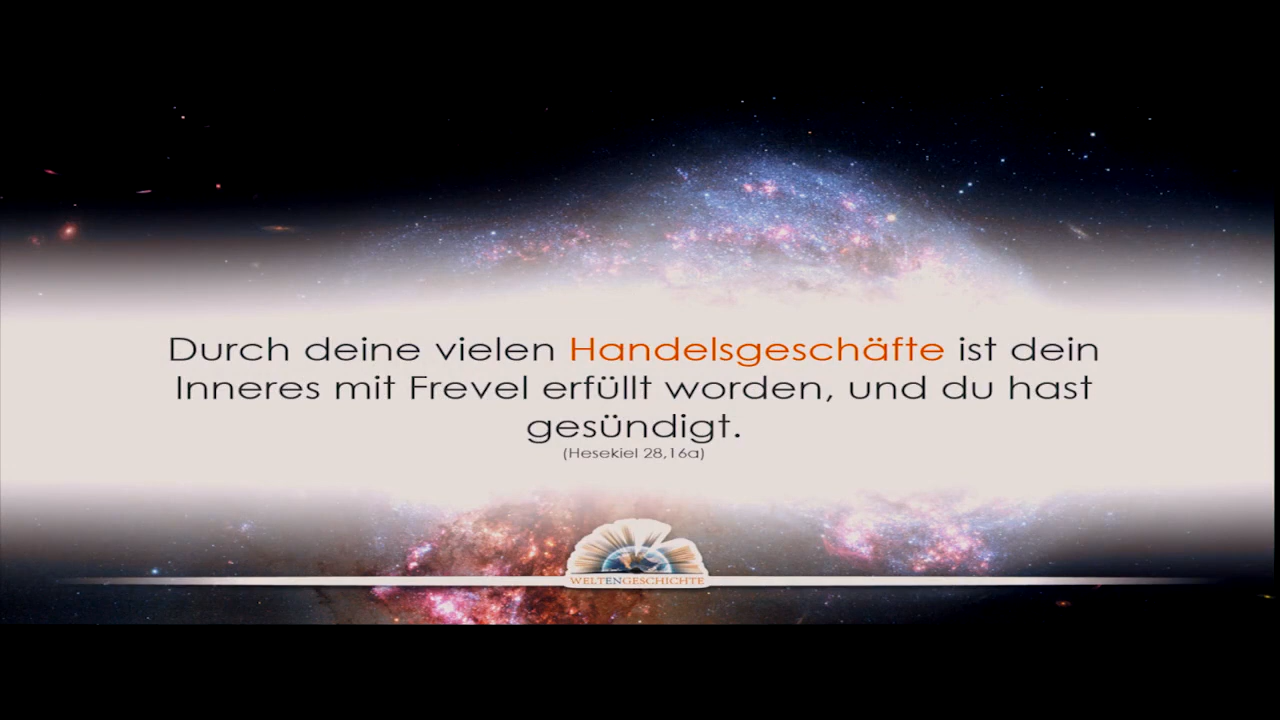 Durch deine vielen Handelsgeschäfte ist dein
Inneres mit Frevel erfüllt worden, und du hast
gesündigt.
(Hesekiel 28,16a)
WELTENGESCHICHTE